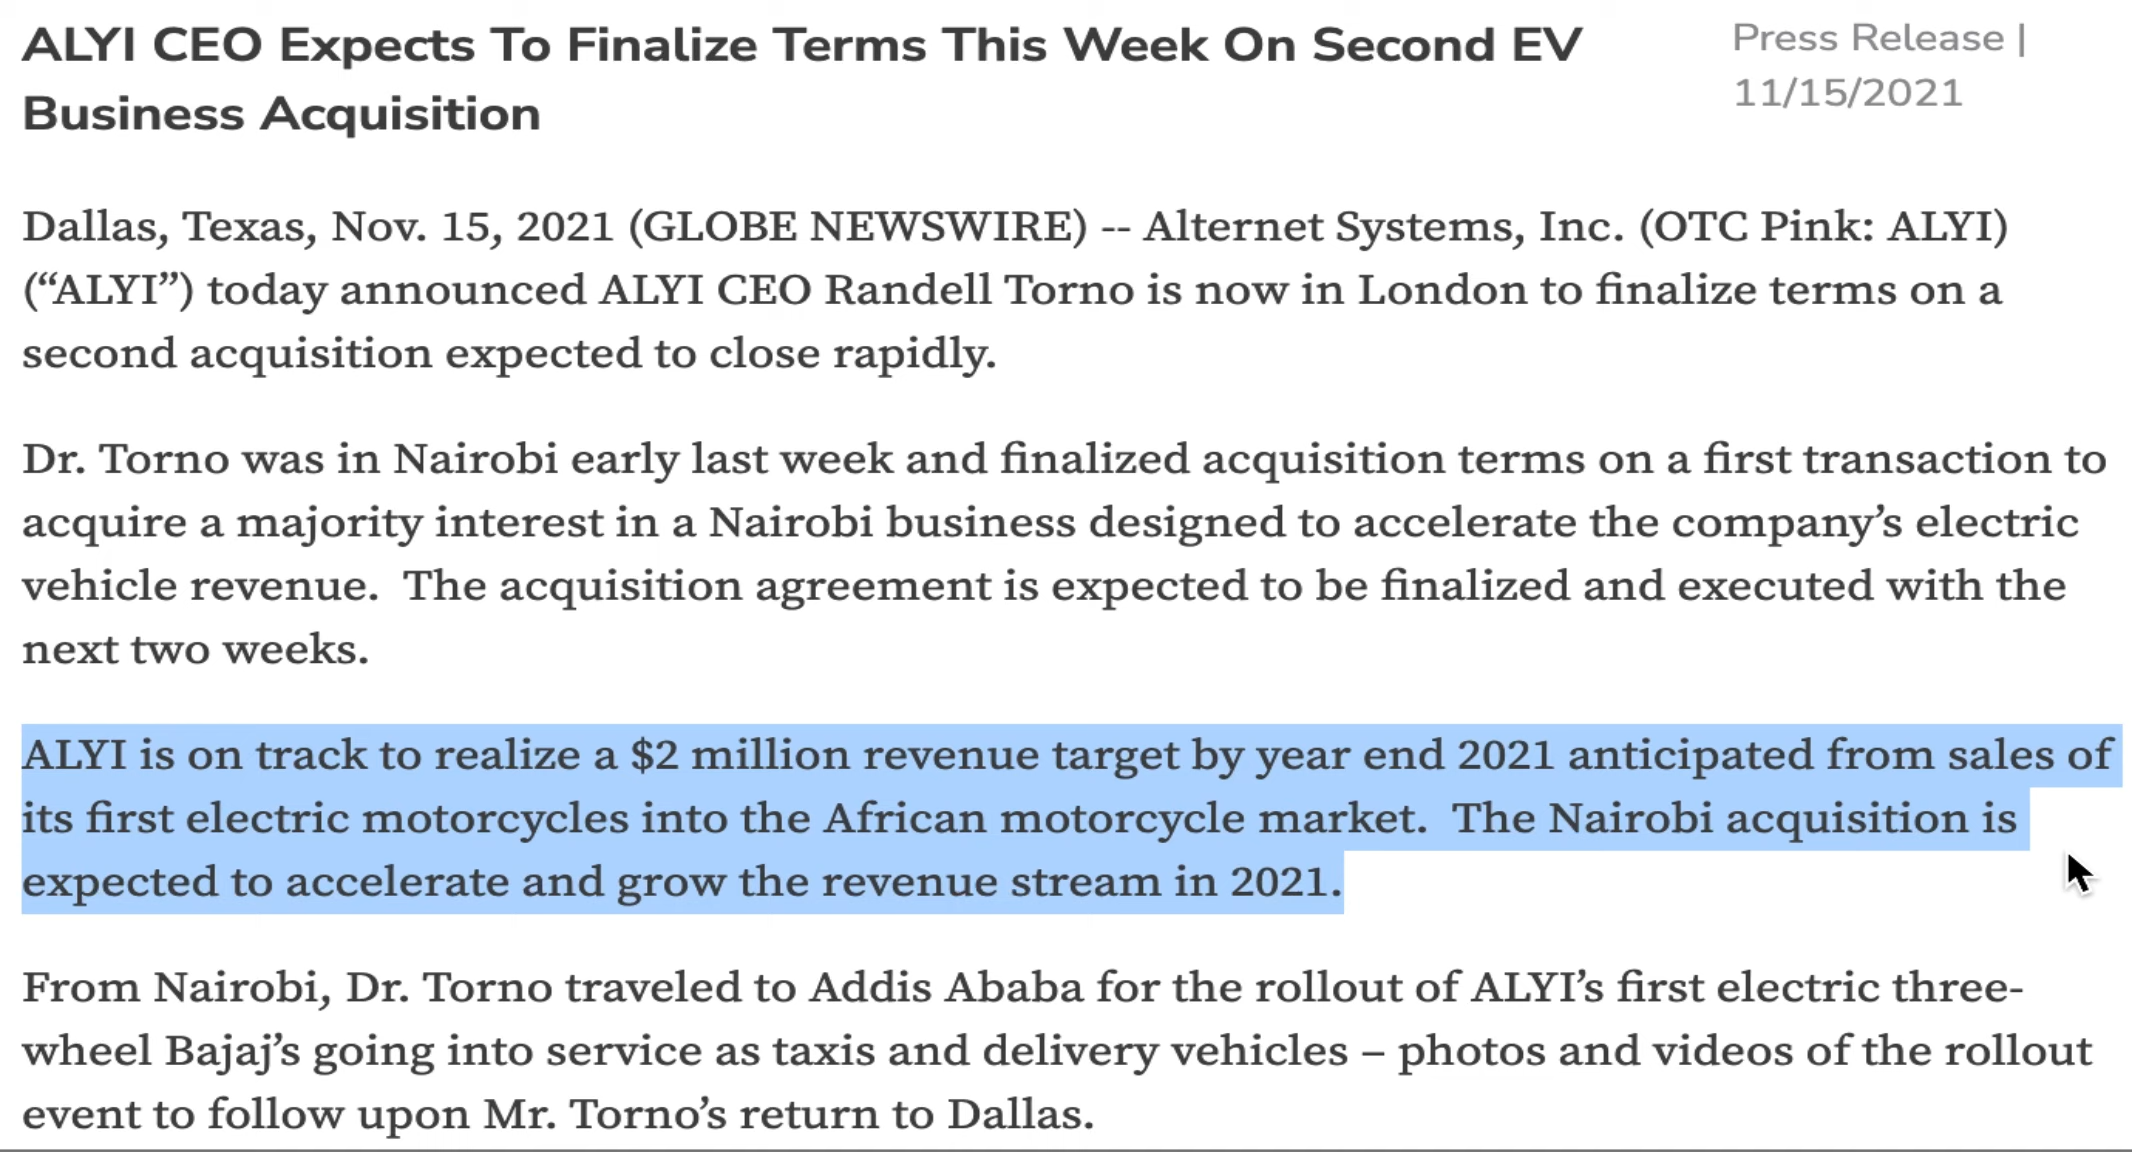 ALYI CEO Expects To Finalize Terms This Week On Second EV
Business Acquisition
Press Release |
11/15/2021
Dallas, Texas, Nov. 15, 2021 (GLOBE NEWSWIRE) -- Alternet Systems, Inc. (OTC Pink: ALYI)
(“ALYI”) today announced ALYI CEO Randell Torno is now in London to finalize terms on a
second acquisition expected to close rapidly.
Dr. Torno was in Nairobi early last week and finalized acquisition terms on a first transaction to
acquire a majority interest in a Nairobi business designed to accelerate the company’s electric
vehicle revenue.  The acquisition agreement is expected to be finalized and executed with the
next two weeks.
ALYI is on track to realize a $2 million revenue target by year end 2021 anticipated from sales of
its first electric motorcycles into the African motorcycle market.  The Nairobi acquisition is
expected to accelerate and grow the revenue stream in 2021.
From Nairobi, Dr. Torno traveled to Addis Ababa for the rollout of ALYI’s first electric three-
wheel Bajaj’s going into service as taxis and delivery vehicles – photos and videos of the rollout
event to follow upon Mr. Torno’s return to Dallas.